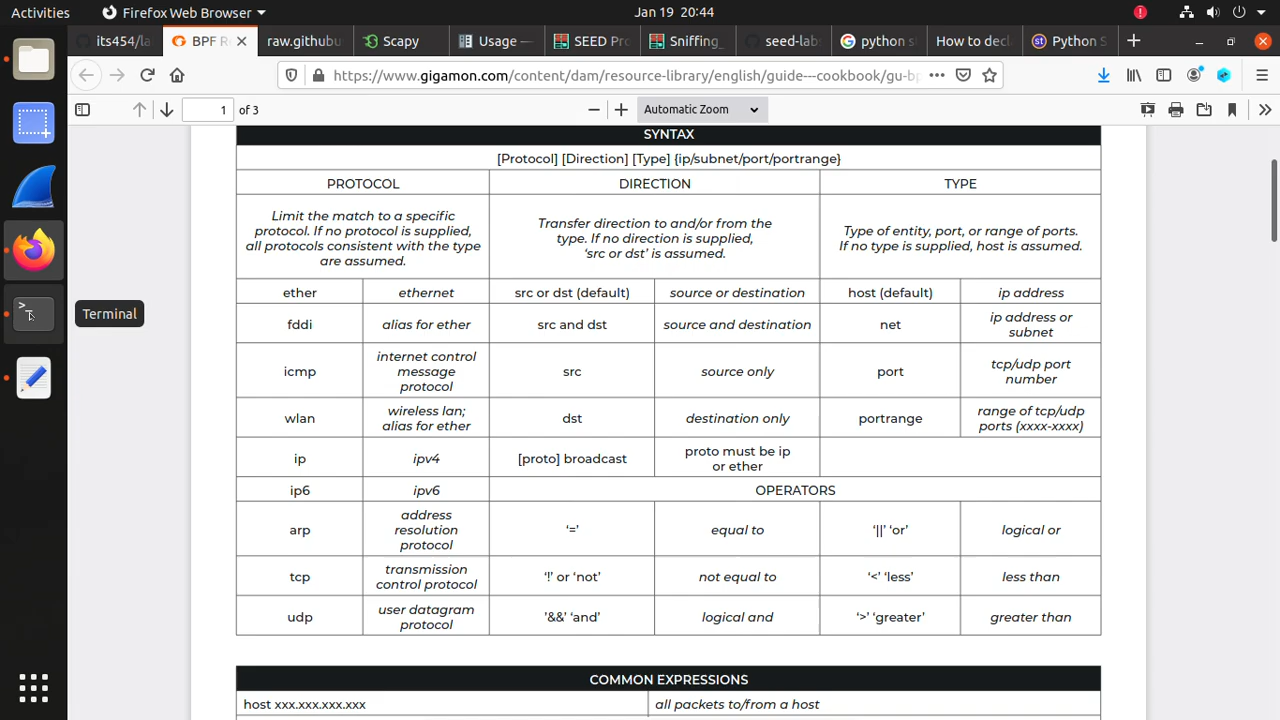 Activities
Firefox Web Browser
Jan 19 20:44
its454/la
BPF R
raw.githubu
Scapy
Usage —
SEED Pr
Sniffing_
seed-lab
python s
How to decl
Python S
https://www.gigamon.com/content/dam/resource-library/english/guide---cookbook/gu-bp
1
of 3
Automatic Zoom
Terminal
SYNTAX
[Protocol] [Direction] [Type] {ip/subnet/port/portrange}
PROTOCOL
DIRECTION
TYPE
Limit the match to a specific
protocol. If no protocol is supplied,
all protocols consistent with the type
are assumed.
Transfer direction to and/or from the
type. If no direction is supplied,
‘src or dst’ is assumed.
Type of entity, port, or range of ports.
If no type is supplied, host is assumed.
ether
ethernet
src or dst (default)
source or destination
host (default)
ip address
fddi
alias for ether
src and dst
source and destination
net
ip address or
subnet
icmp
internet control
message
protocol
src
source only
port
tcp/udp port
number
wlan
wireless lan;
alias for ether
dst
destination only
portrange
range of tcp/udp
ports (xxxx-xxxx)
ip
ipv4
[proto] broadcast
proto must be ip
or ether
ip6
ipv6
OPERATORS
arp
address
resolution
protocol
‘=’
equal to
‘||’ ‘or’
logical or
tcp
transmission
control protocol
‘!’ or ‘not’
not equal to
‘<’ ‘less’
less than
udp
user datagram
protocol
‘&&’ ‘and’
logical and
‘>’ ‘greater’
greater than
COMMON EXPRESSIONS
host xxx.xxx.xxx.xxx
all packets to/from a host